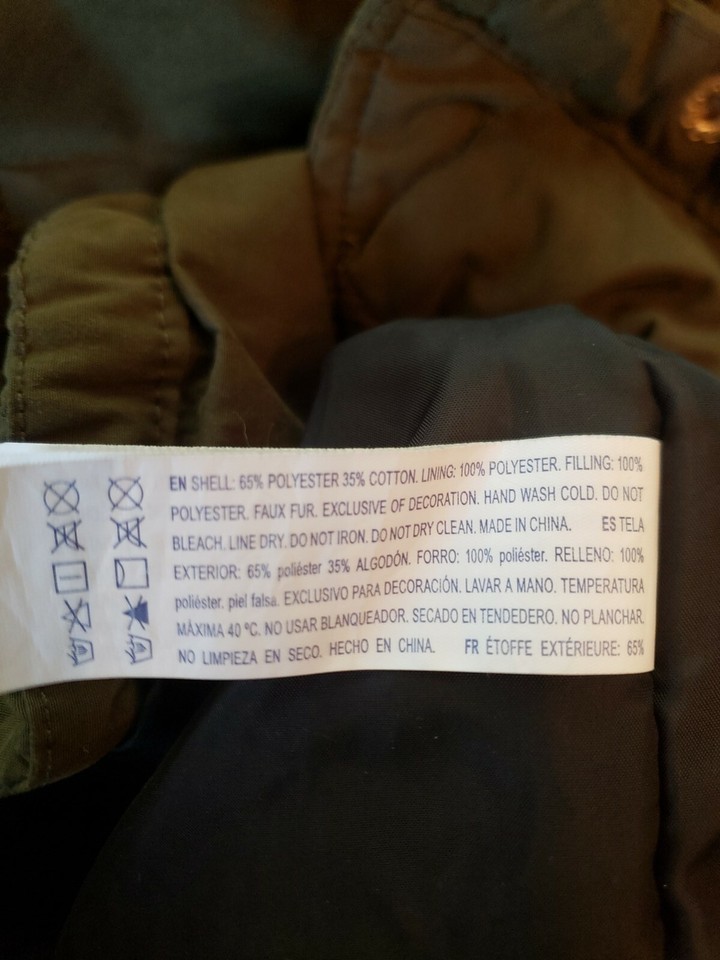 EN SHELL: 65% POLYESTER 35% COTTON. LINING: 100% POLYESTER. FILLING: 100%
POLYESTER. FAUX FUR. EXCLUSIVE OF DECORATION. HAND WASH COLD. DO NOT
BLEACH. LINE DRY. DO NOT IRON. DO NOT DRY CLEAN. MADE IN CHINA. ES TELA
EXTERIOR: 65% poliéster 35% ALGODÓN. FORRO: 100% poliéster. RELLENO: 100%
poliéster. piel falsa. EXCLUSIVO PARA DECORACIÓN. LAVAR A MANO. TEMPERATURA
MÁXIMA 40 ºC. NO USAR BLANQUEADOR. SECADO EN TENDEDERO. NO PLANCHAR.
NO LIMPIEZA EN SECO. HECHO EN CHINA. FR ÉTOFFE EXTÉRIEURE: 65%